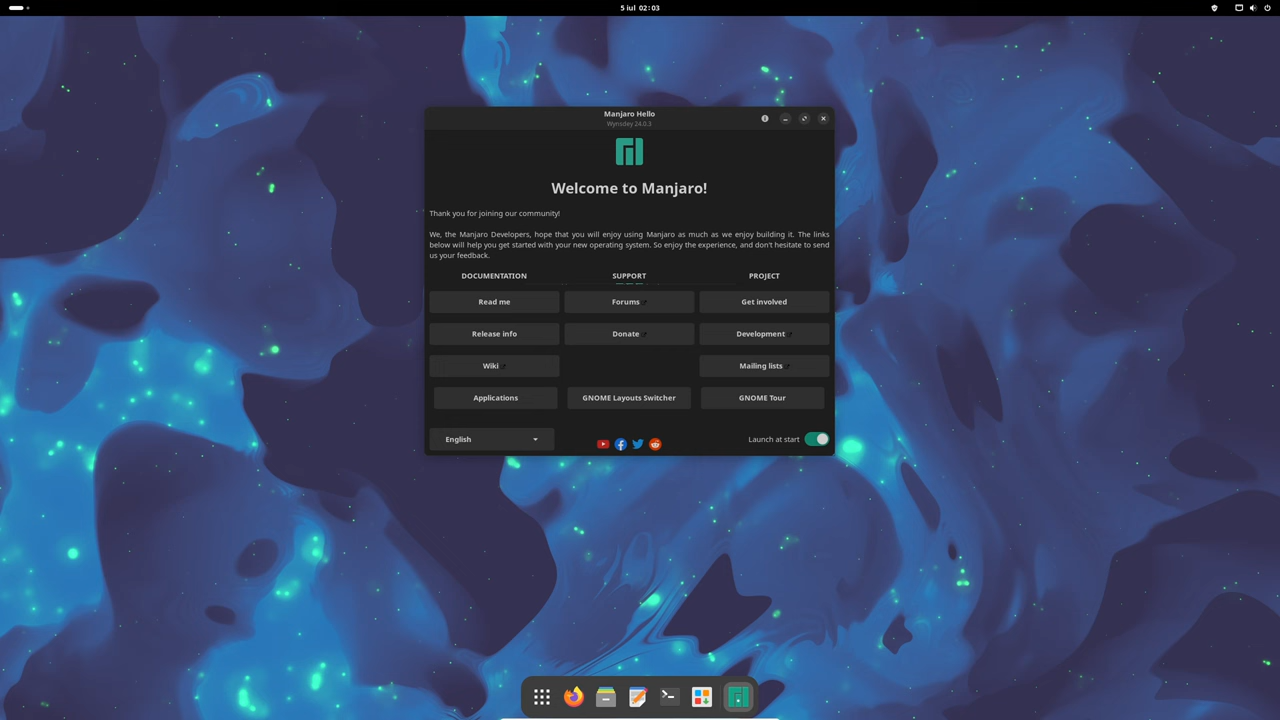 5 iul 02:03
Manjaro Hello
Wynsdey 24.0.3
Welcome to Manjaro!
Thank you for joining our community!
We, the Manjaro Developers, hope that you will enjoy using Manjaro as much as we enjoy building it. The links
below will help you get started with your new operating system. So enjoy the experience, and don't hesitate to send
us your feedback.
DOCUMENTATION SUPPORT PROJECT
Read me Forums Get involved
Release info Donate Development
Wiki Mailing lists
Applications GNOME Layouts Switcher GNOME Tour
English Launch at start